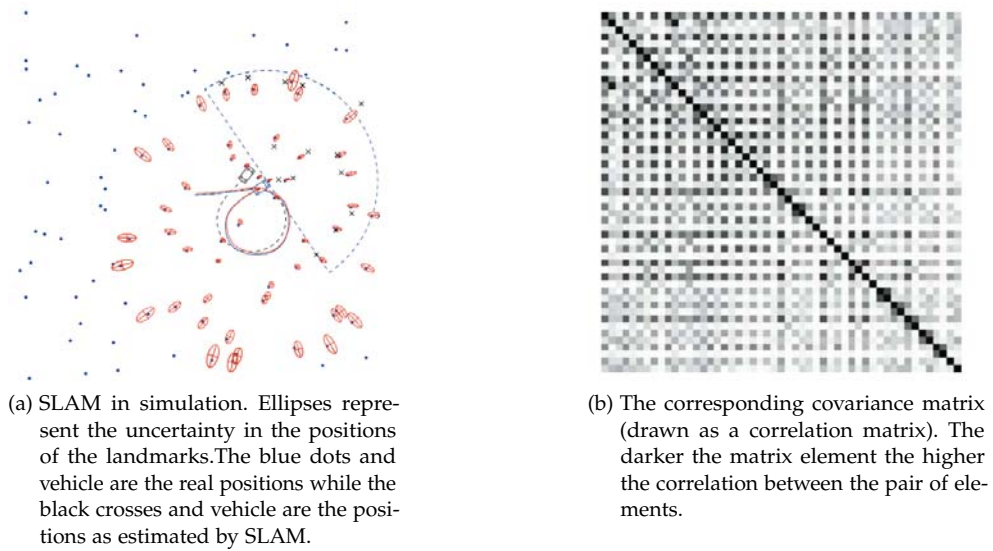 (a) SLAM in simulation. Ellipses repre-
sent the uncertainty in the positions
of the landmarks.The blue dots and
vehicle are the real positions while the
black crosses and vehicle are the posi-
tions as estimated by SLAM.
(b) The corresponding covariance matrix
(drawn as a correlation matrix). The
darker the matrix element the higher
the correlation between the pair of ele-
ments.